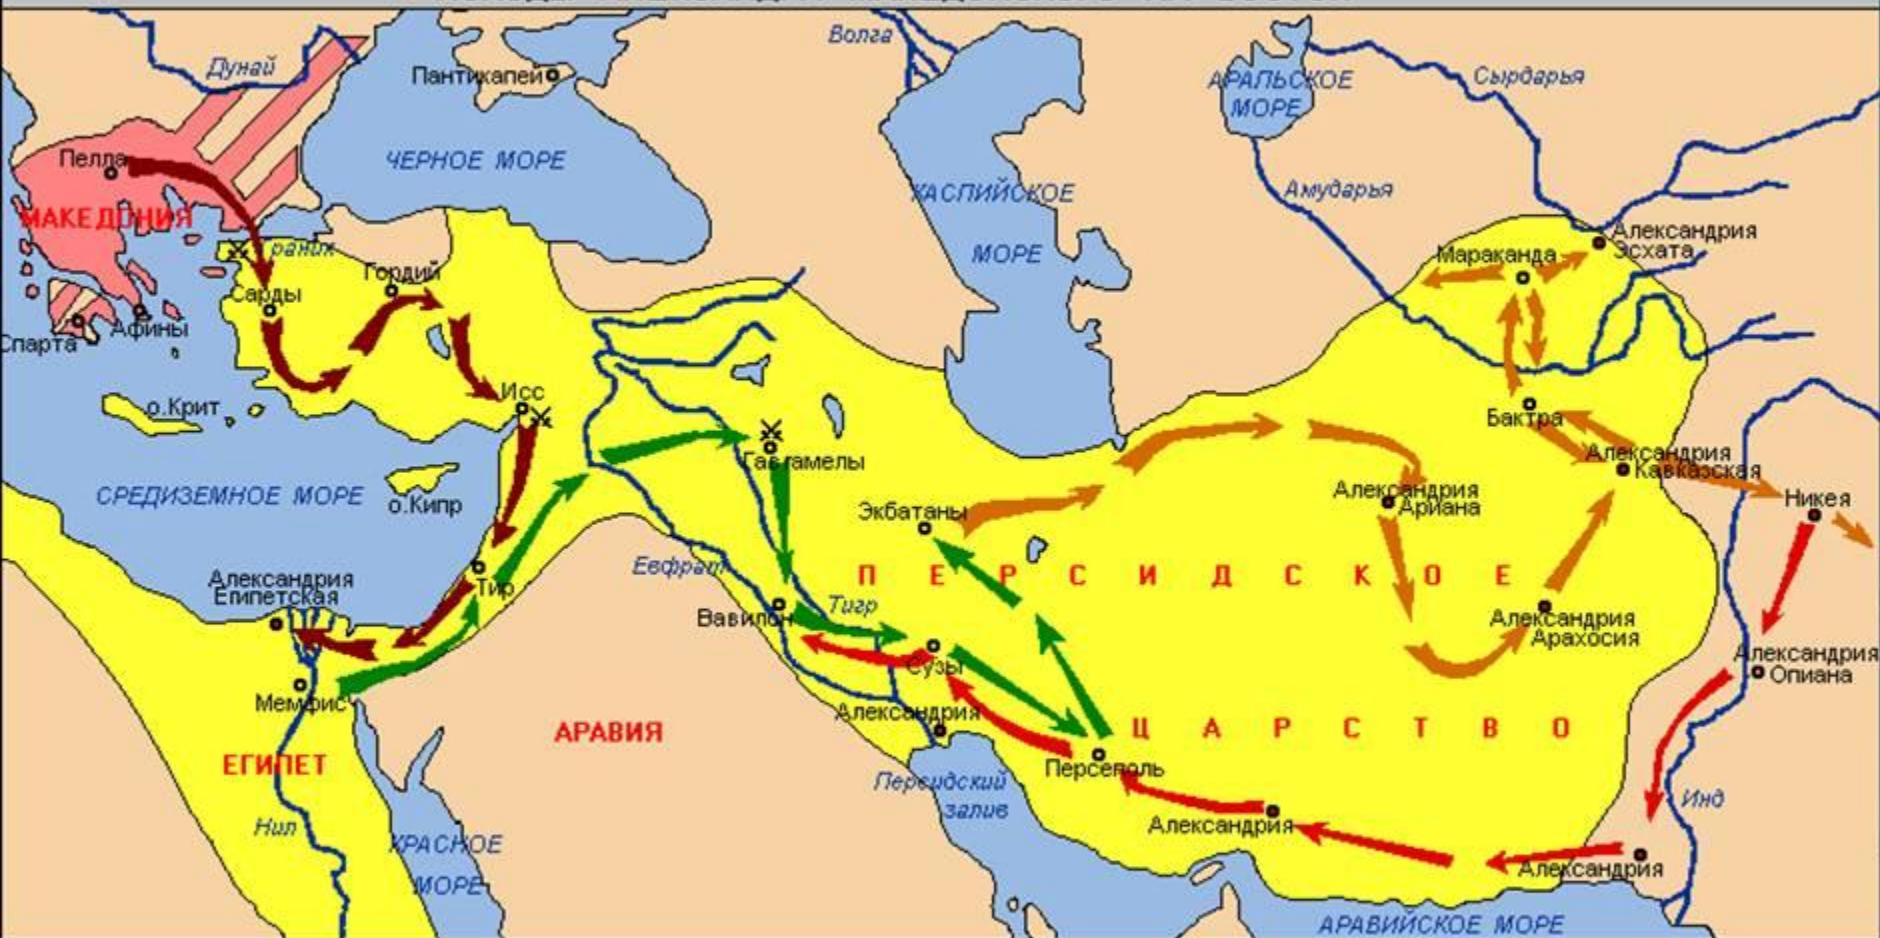 Волга
Дунай
Пантикапей
АРАЛЬСКОЕ
МОРЕ
Сырдарья
ЧЕРНОЕ МОРЕ
Пелла
КАСПИЙСКОЕ
МОРЕ
Амударья
МАКЕДОНИЯ
Граник
Гордий
Сарды
Мараканда
Александрия
Эсхата
Спарта
Афины
о.Крит
Исс
Бактра
Гавгамелы
Александрия
Кавказская
СРЕДИЗЕМНОЕ МОРЕ
о.Кипр
Экбатаны
Александрия
Ариана
Никея
Александрия
Египетская
Тир
Евфрат
ПЕРСИДСКОЕ
Вавилон
Тигр
Александрия
Арахосия
Сузы
Александрия
Опиана
Мемфис
Александрия
АРАВИЯ
ЦАРСТВО
ЕГИПЕТ
Персеполь
Персидский
залив
Нил
Александрия
Инд
КРАСНОЕ
МОРЕ
Александрия
АРАВИЙСКОЕ МОРЕ